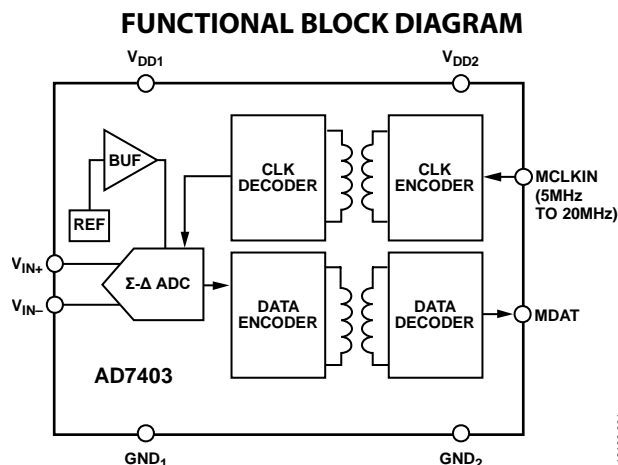 FUNCTIONAL BLOCK DIAGRAM
VDD1
VDD2
BUF
REF
CLK
DECODER
CLK
ENCODER
MCLKIN
(5MHz
TO 20MHz)
VIN+
VIN–
Σ-Δ ADC
DATA
ENCODER
DATA
DECODER
MDAT
AD7403
GND1
GND2